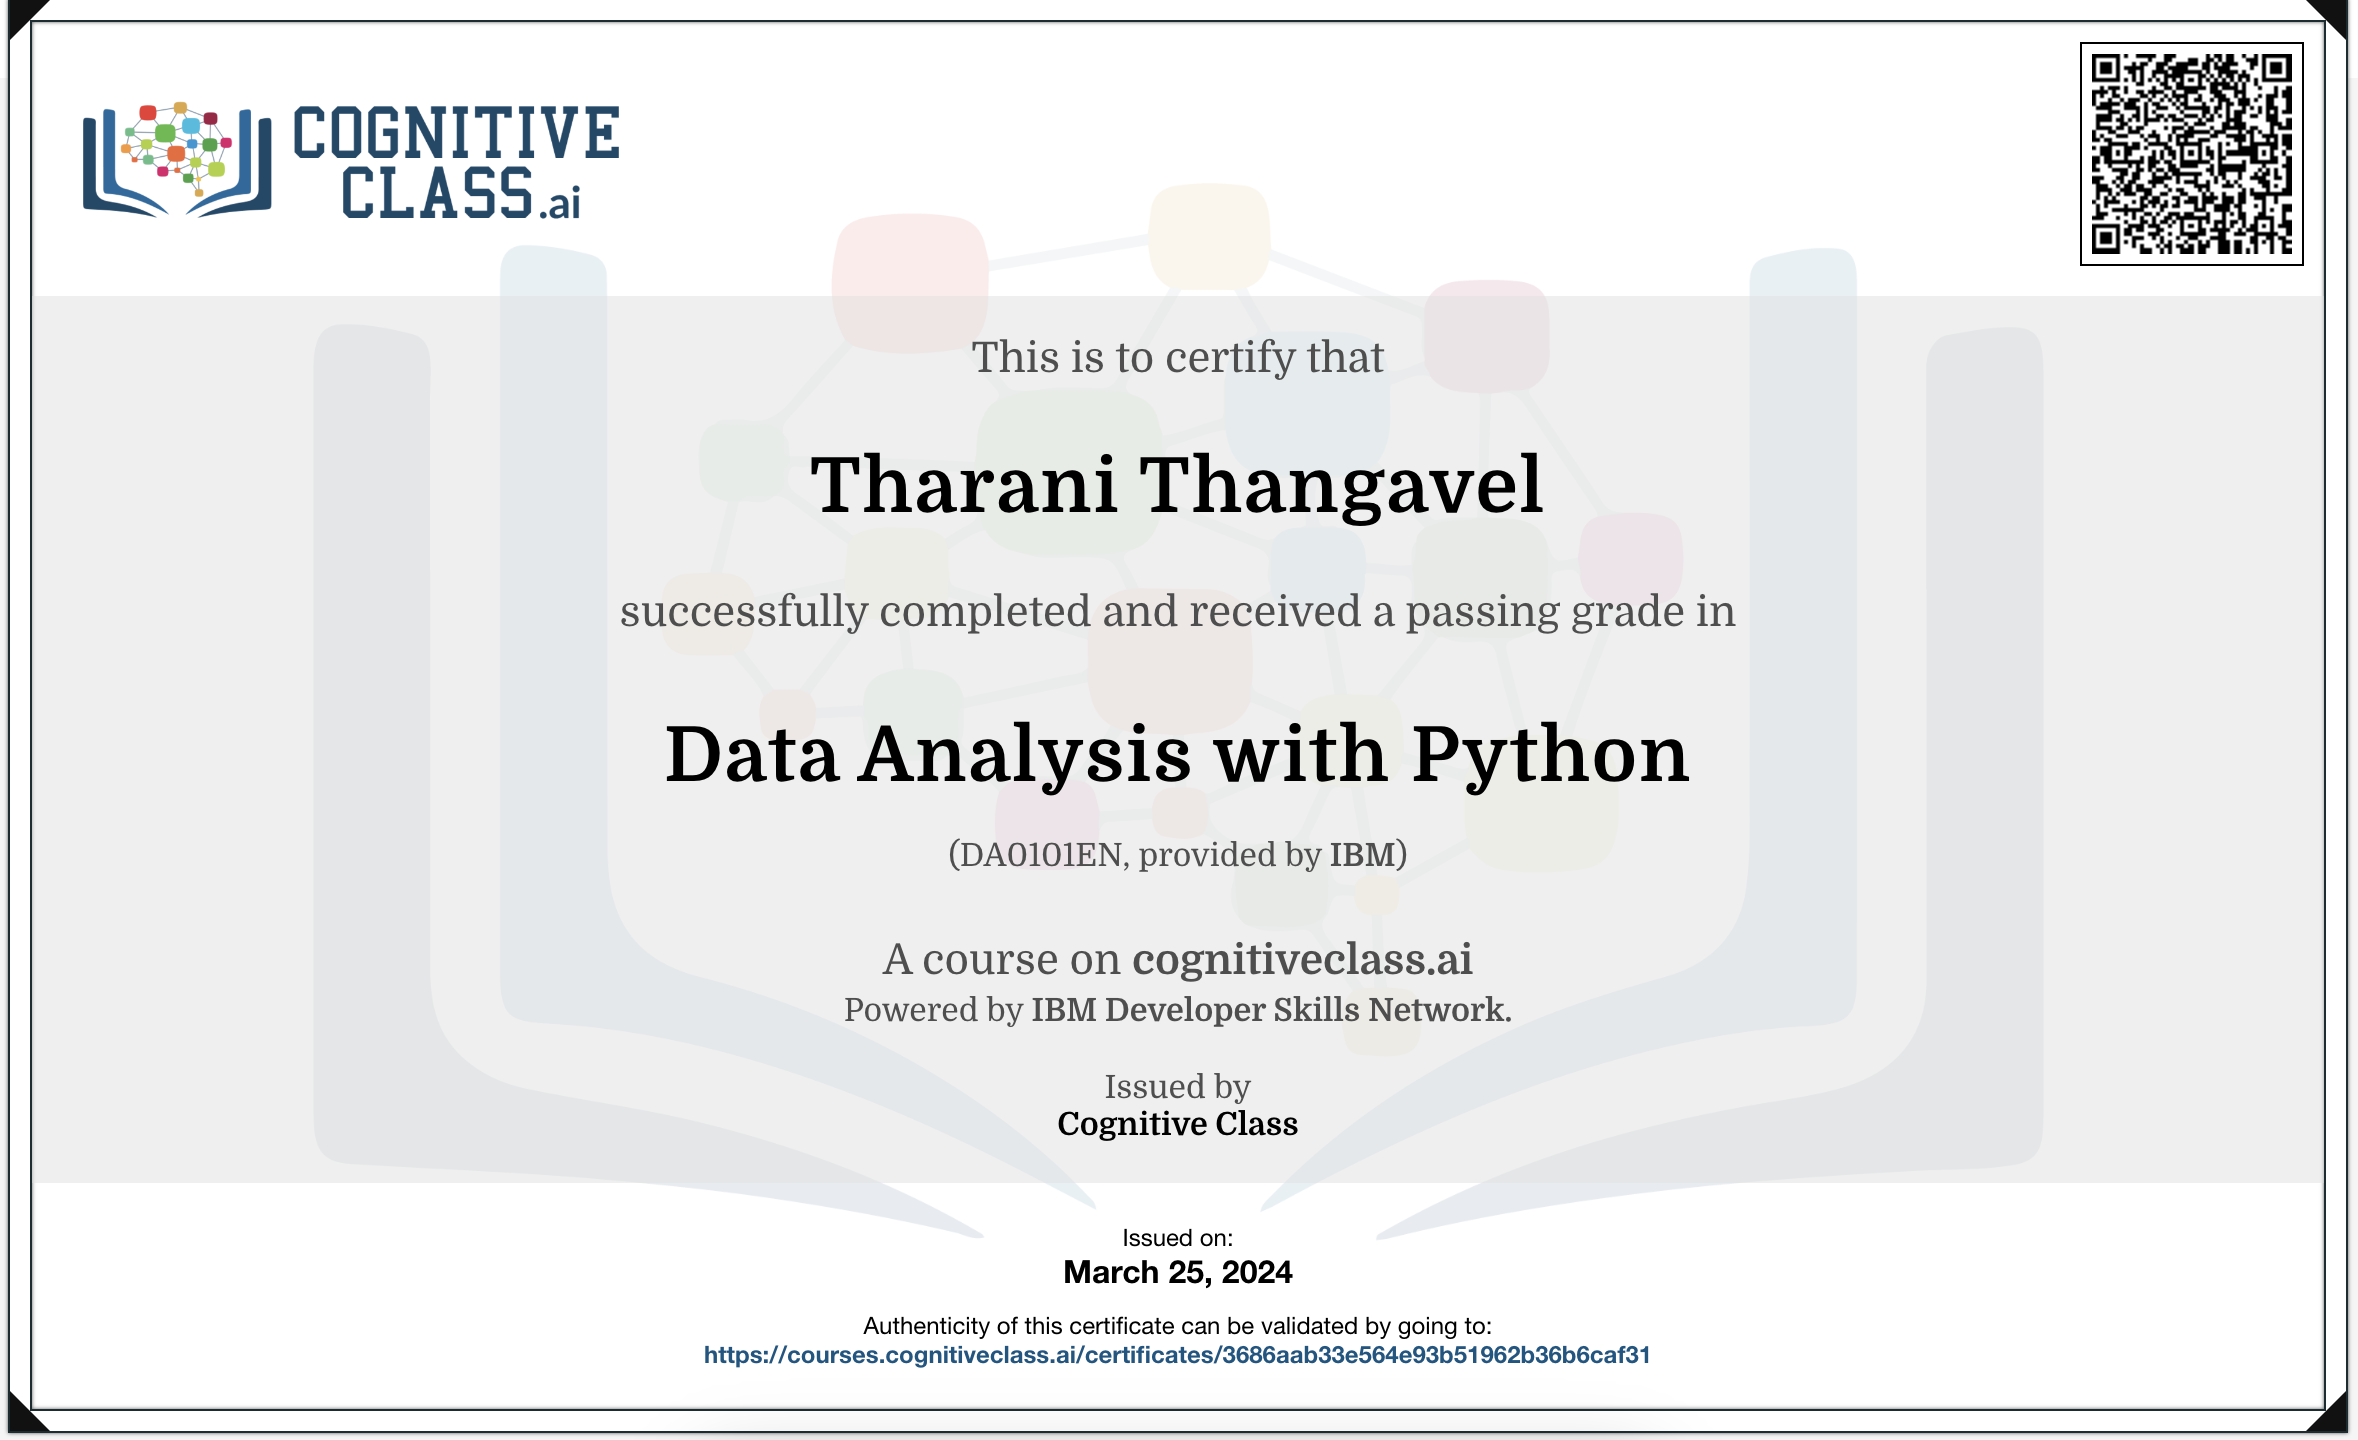 COGNITIVE
CLASS.ai
This is to certify that
Tharani Thangavel
successfully completed and received a passing grade in
Data Analysis with Python
(DA0101EN, provided by IBM)
A course on cognitiveclass.ai
Powered by IBM Developer Skills Network.
Issued by
Cognitive Class
Issued on:
March 25, 2024
Authenticity of this certificate can be validated by going to:
https://courses.cognitiveclass.ai/certificates/3686aab33e564e93b51962b36b6caf31